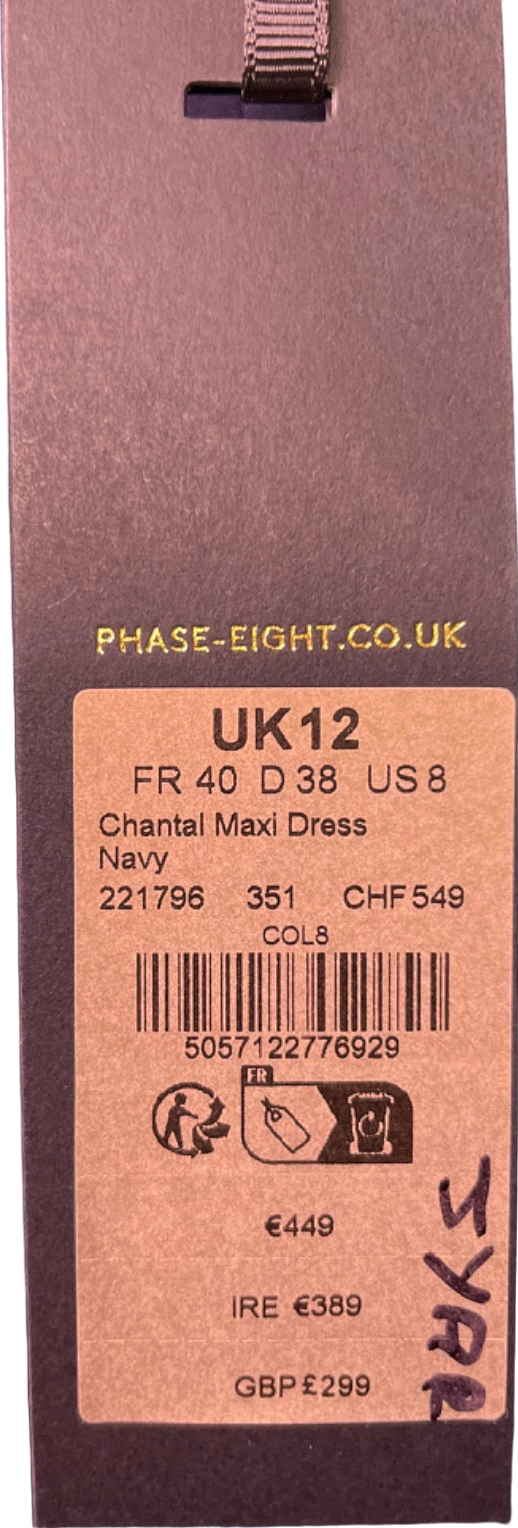 PHASE-EIGHT.CO.UK
UK12
FR 40 D 38 US 8
Chantal Maxi Dress
Navy
221796 351 CHF 549
COL8
5057122776929
FR
€449
IRE €389
GBP £299